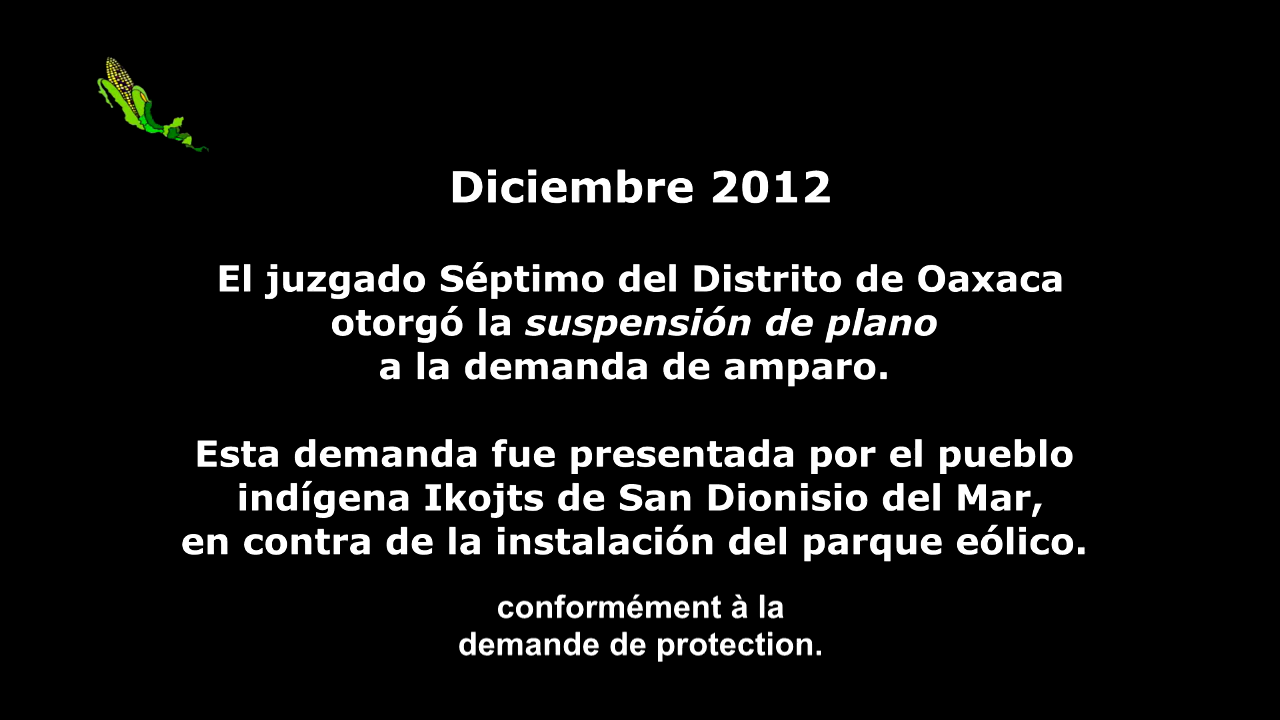 Diciembre 2012
El juzgado Séptimo del Distrito de Oaxaca
otorgó la suspensión de plano
a la demanda de amparo.
Esta demanda fue presentada por el pueblo
indígena Ikojts de San Dionisio del Mar,
en contra de la instalación del parque eólico.
conformément à la
demande de protection.